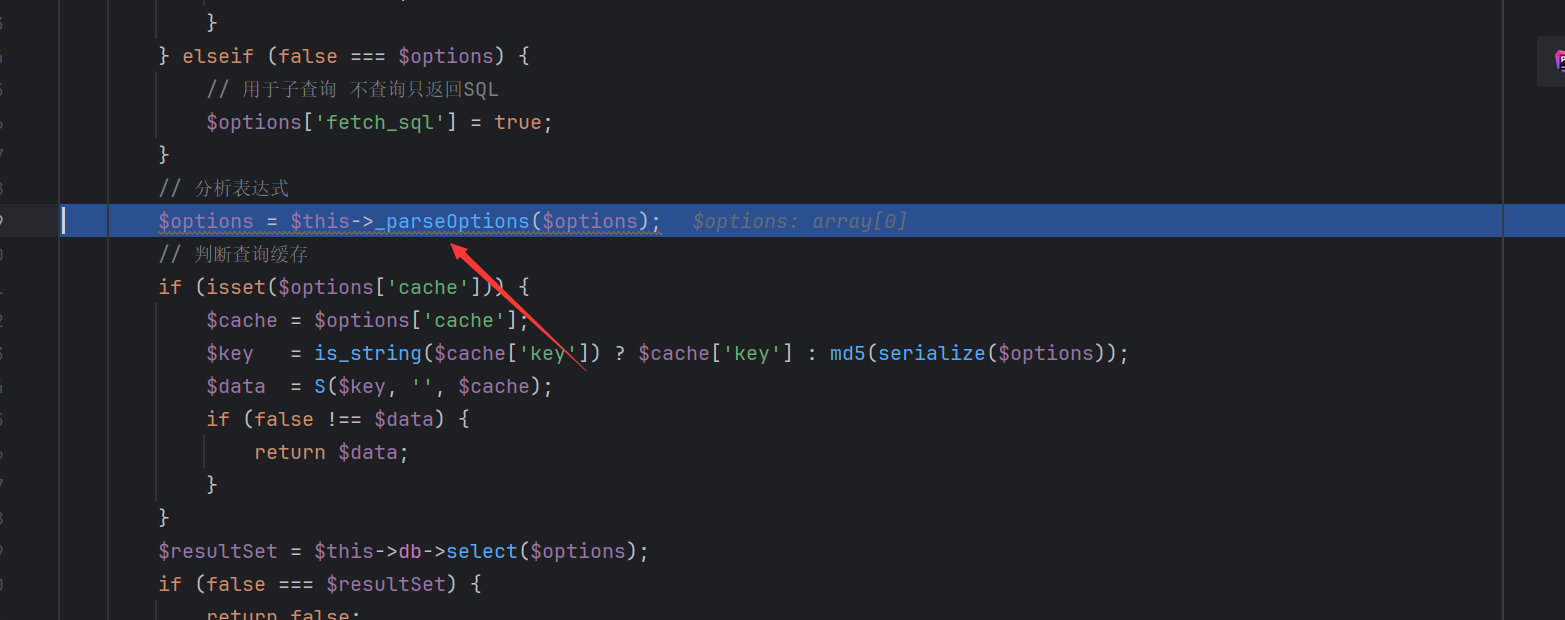 }
} elseif (false === $options) {
// 用于子查询 不查询只返回SQL
$options['fetch_sql'] = true;
}
// 分析表达式
$options = $this->_parseOptions($options); $options: array[0]
// 判断查询缓存
if (isset($options['cache'])) {
$cache = $options['cache'];
$key = is_string($cache['key']) ? $cache['key'] : md5(serialize($options));
$data = S($key, '', $cache);
if (false !== $data) {
return $data;
}
}
$resultSet = $this->db->select($options);
if (false === $resultSet) {
return false;